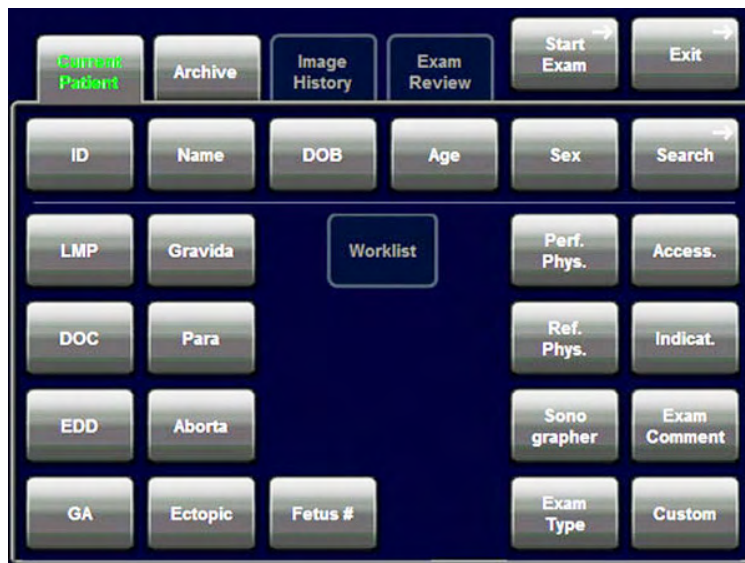 Current Patient
Archive
Image History
Exam Review
Start Exam
Exit
ID
Name
DOB
Age
Sex
Search
LMP
Gravida
Worklist
Perf. Phys.
Access.
DOC
Para
Ref. Phys.
Indicat.
EDD
Aborta
Sono grapher
Exam Comment
GA
Ectopic
Fetus #
Exam Type
Custom